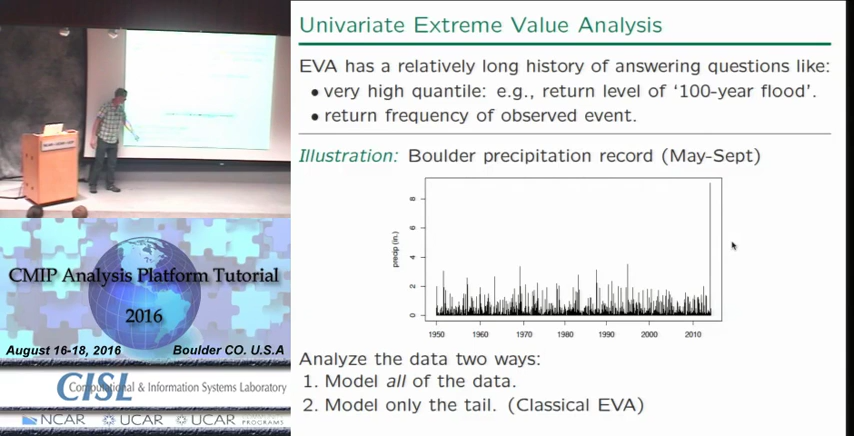 Univariate Extreme Value Analysis
EVA has a relatively long history of answering questions like:
• very high quantile: e.g., return level of ‘100-year flood’.
• return frequency of observed event.
Illustration: Boulder precipitation record (May-Sept)
precip (in.)
8
6
4
2
0
1950 1960 1970 1980 1990 2000 2010
Analyze the data two ways:
1. Model all of the data.
2. Model only the tail. (Classical EVA)
CMIP Analysis Platform Tutorial
2016
August 16-18, 2016 Boulder CO. U.S.A
CISL Computational & Information Systems Laboratory
NCAR UCAR UCAR PROGRAMS